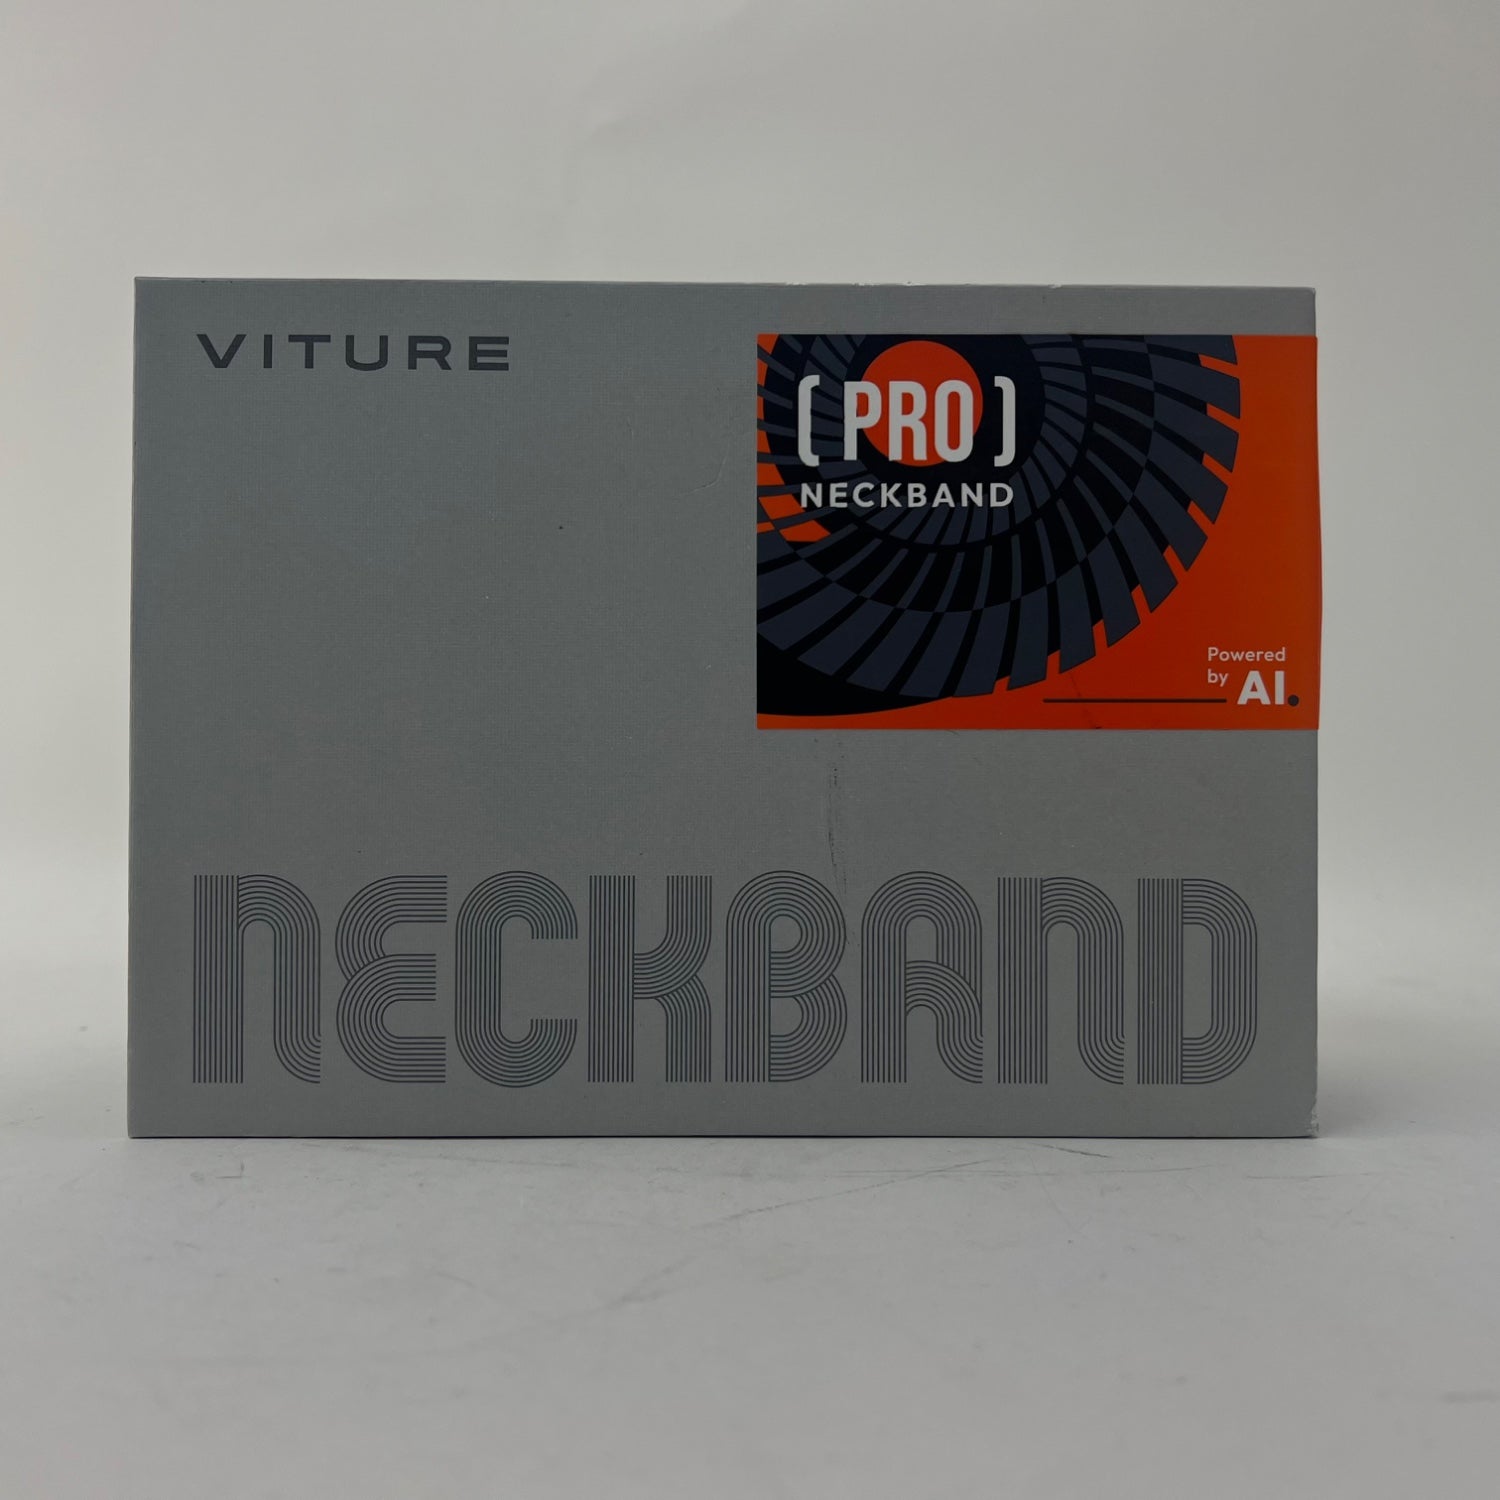 VITURE
[PRO]
NECKBAND
Powered
by AI.
NECKBAND